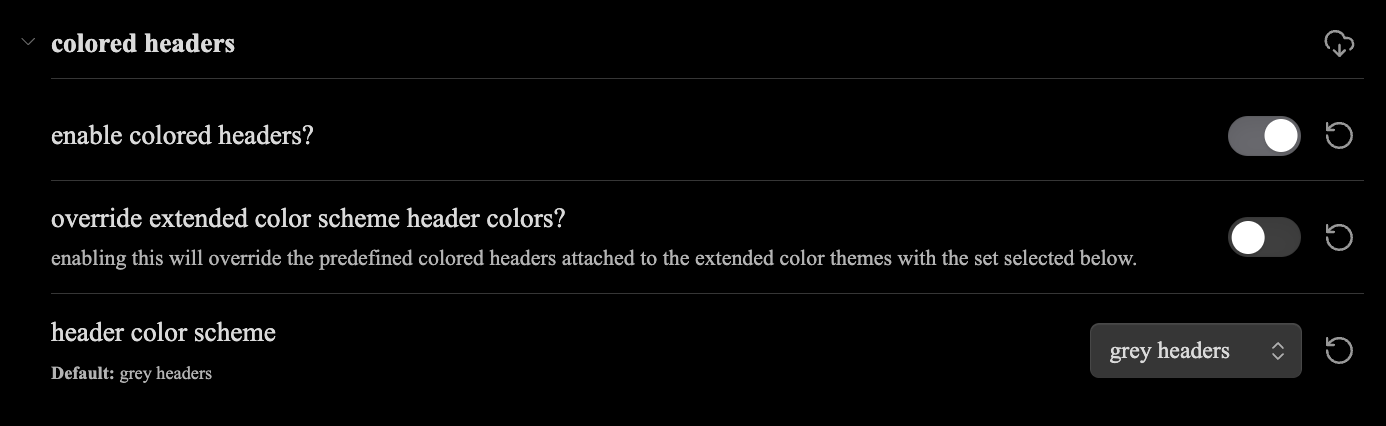 colored headers
enable colored headers?
override extended color scheme header colors?
enabling this will override the predefined colored headers attached to the extended color themes with the set selected below.
header color scheme
grey headers
Default: grey headers